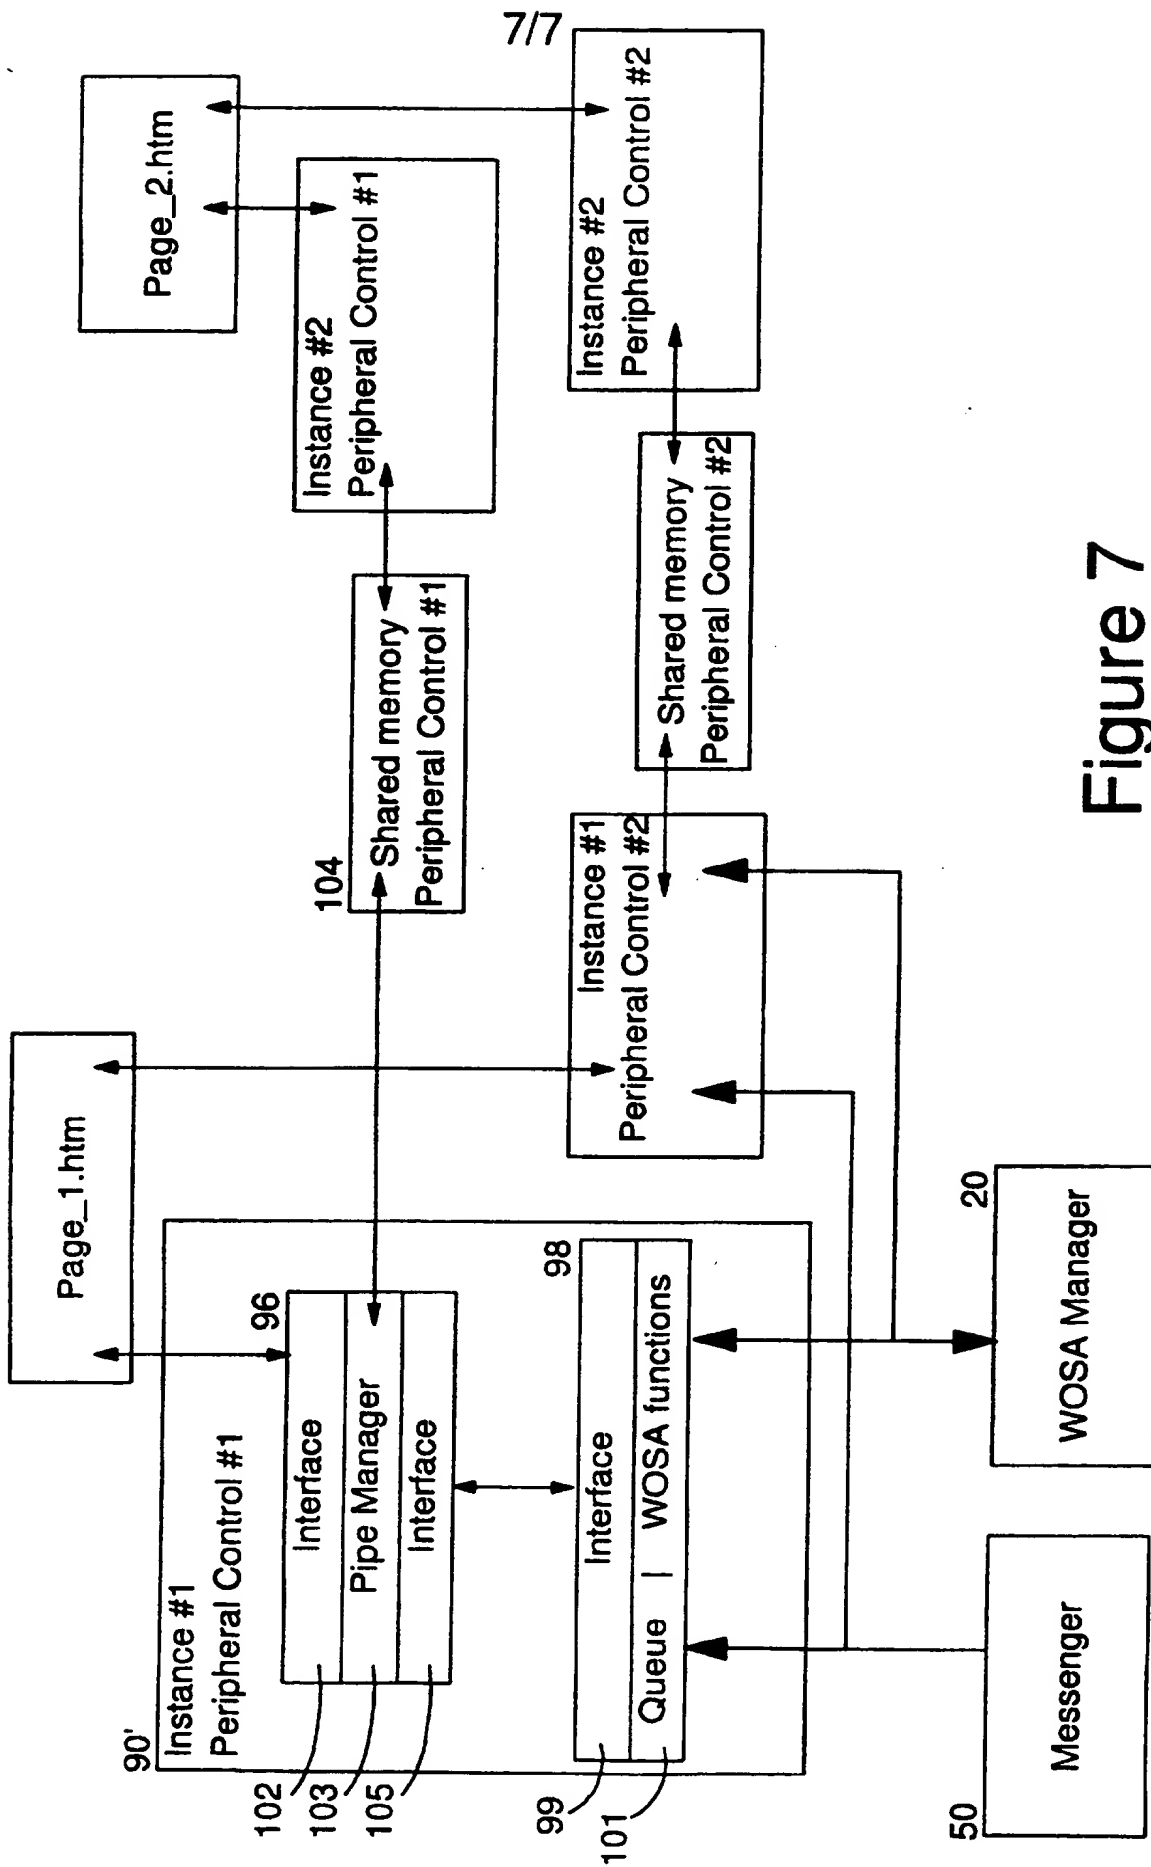 7/7
Page_1.htm
Page_2.htm
90'
Instance #1
Peripheral Control #1
96
Interface
Pipe Manager
Interface
102
103
105
98
Interface
Queue | WOSA functions
99
101
104
Shared memory
Peripheral Control #1
Instance #2
Peripheral Control #1
Instance #1
Peripheral Control #2
Shared memory
Peripheral Control #2
Instance #2
Peripheral Control #2
50
Messenger
20
WOSA Manager
Figure 7